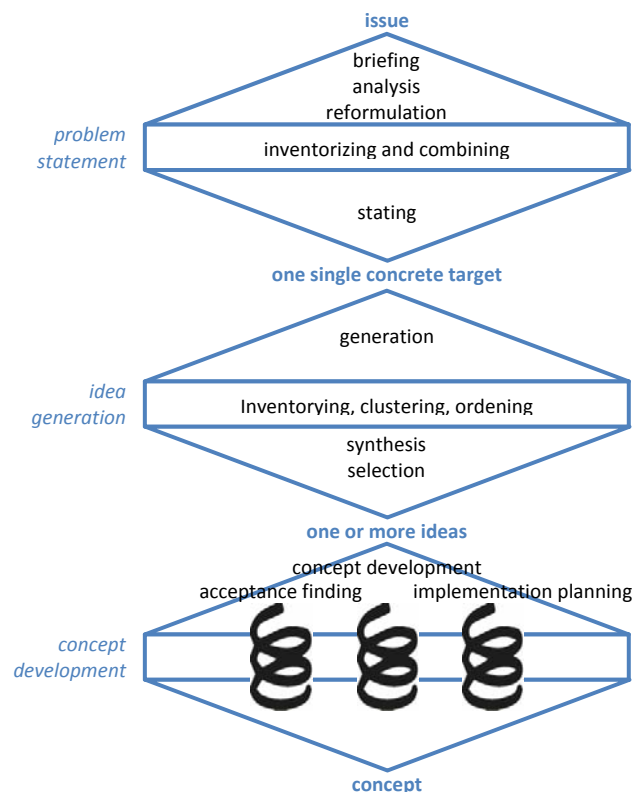 issue
briefing
analysis
reformulation
problem
statement
inventorizing and combining
stating
one single concrete target
generation
idea
generation
Inventorying, clustering, ordening
synthesis
selection
one or more ideas
concept development
acceptance finding
implementation planning
concept
development
concept